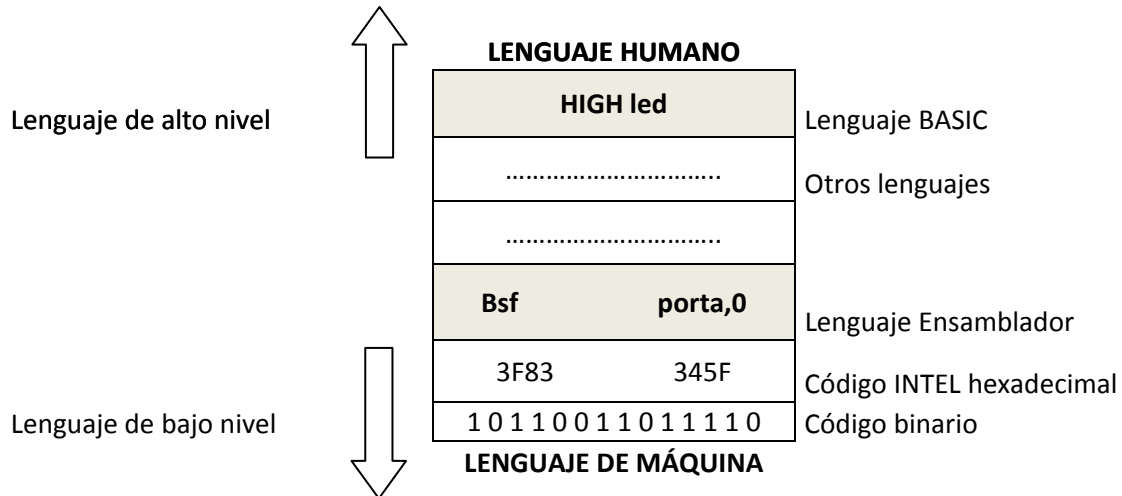 LENGUAJE HUMANO
Lenguaje de alto nivel
HIGH led
Lenguaje BASIC
…………………………..
Otros lenguajes
…………………………..
Bsf porta,0
Lenguaje Ensamblador
3F83 345F
Código INTEL hexadecimal
Lenguaje de bajo nivel
1 0 1 1 0 0 1 1 0 1 1 1 1 0
Código binario
LENGUAJE DE MÁQUINA